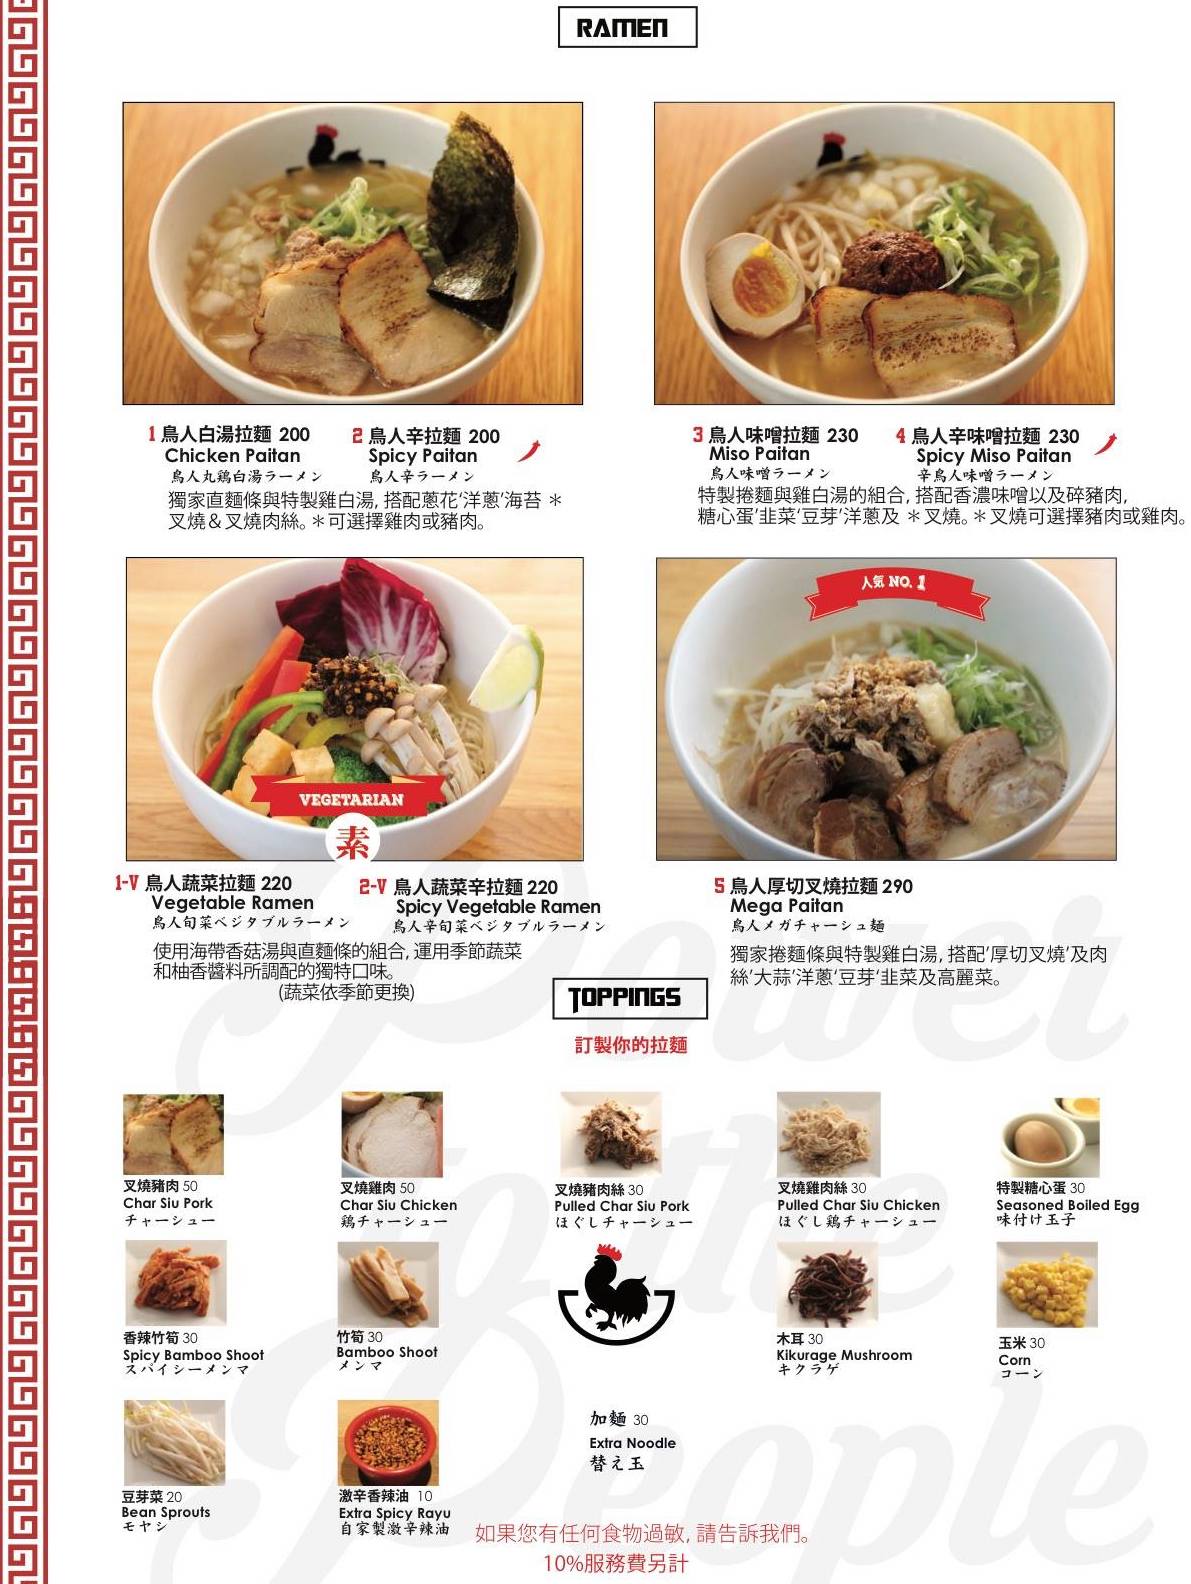 RAMEN
1 鳥人白湯拉麵 200
Chicken Paitan
鳥人丸鶏白湯ラーメン
2 鳥人辛拉麵 200
Spicy Paitan
鳥人辛ラーメン
獨家直麵條與特製雞白湯, 搭配蔥花‘洋蔥‘海苔 ＊
叉燒＆叉燒肉絲。＊可選擇雞肉或豬肉。
3 鳥人味噌拉麵 230
Miso Paitan
鳥人味噌ラーメン
4 鳥人辛味噌拉麵 230
Spicy Miso Paitan
辛鳥人味噌ラーメン
特製捲麵與雞白湯的組合, 搭配香濃味噌以及碎豬肉,
糖心蛋’韭菜‘豆芽’洋蔥及 ＊叉燒。＊叉燒可選擇豬肉或雞肉。
VEGETARIAN
素
人気 NO. 1
1-V 鳥人蔬菜拉麵 220
Vegetable Ramen
鳥人旬菜ベジタブルラーメン
2-V 鳥人蔬菜辛拉麵 220
Spicy Vegetable Ramen
鳥人辛旬菜ベジタブルラーメン
使用海帶香菇湯與直麵條的組合, 運用季節蔬菜
和柚香醬料所調配的獨特口味。
(蔬菜依季節更換)
5 鳥人厚切叉燒拉麵 290
Mega Paitan
鳥人メガチャーシュ麺
獨家捲麵條與特製雞白湯, 搭配’厚切叉燒’及肉
絲’大蒜’洋蔥‘豆芽‘韭菜及高麗菜。
TOPPINGS
訂製你的拉麵
叉燒豬肉 50
Char Siu Pork
チャーシュー
叉燒雞肉 50
Char Siu Chicken
鶏チャーシュー
叉燒豬肉絲 30
Pulled Char Siu Pork
ほぐしチャーシュー
叉燒雞肉絲 30
Pulled Char Siu Chicken
ほぐし鶏チャーシュー
特製糖心蛋 30
Seasoned Boiled Egg
味付け玉子
香辣竹筍 30
Spicy Bamboo Shoot
スパイシーメンマ
竹筍 30
Bamboo Shoot
メンマ
木耳 30
Kikurage Mushroom
キクラゲ
玉米 30
Corn
コーン
豆芽菜 20
Bean Sprouts
モヤシ
激辛香辣油 10
Extra Spicy Rayu
自家製激辛辣油
加麵 30
Extra Noodle
替え玉
如果您有任何食物過敏, 請告訴我們。
10%服務費另計
Power
to the
People